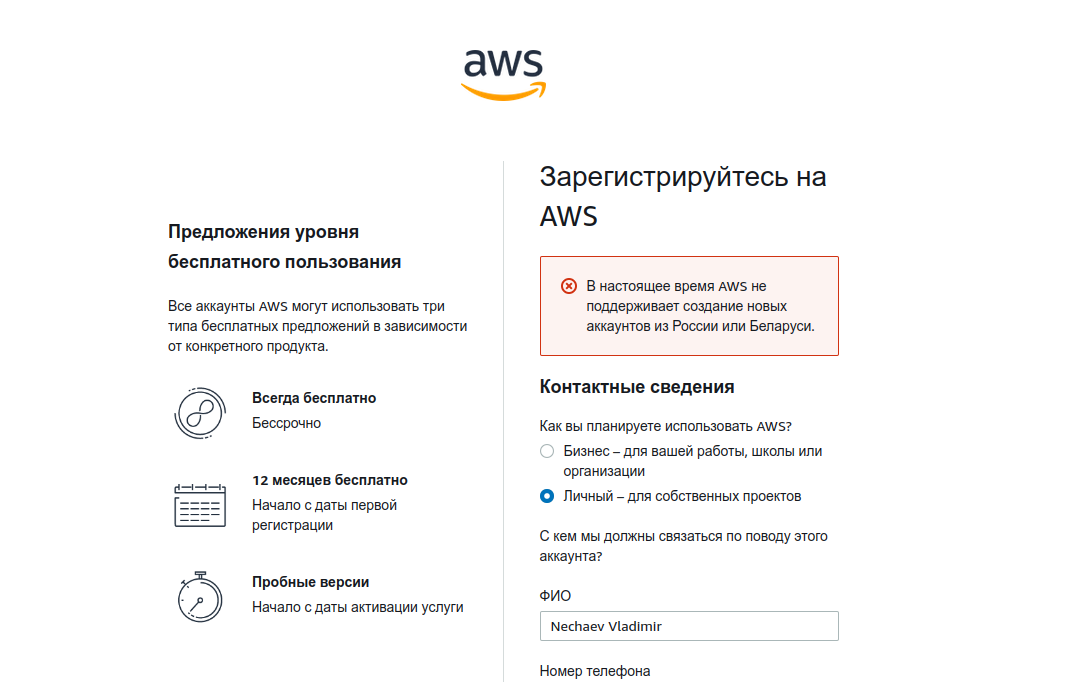 aws
Предложения уровня
бесплатного пользования
Все аккаунты AWS могут использовать три
типа бесплатных предложений в зависимости
от конкретного продукта.
Всегда бесплатно
Бессрочно
12 месяцев бесплатно
Начало с даты первой
регистрации
Пробные версии
Начало с даты активации услуги
Зарегистрируйтесь на
AWS
В настоящее время AWS не
поддерживает создание новых
аккаунтов из России или Беларуси.
Контактные сведения
Как вы планируете использовать AWS?
Бизнес – для вашей работы, школы или
организации
Личный – для собственных проектов
С кем мы должны связаться по поводу этого
аккаунта?
ФИО
Nechaev Vladimir
Номер телефона